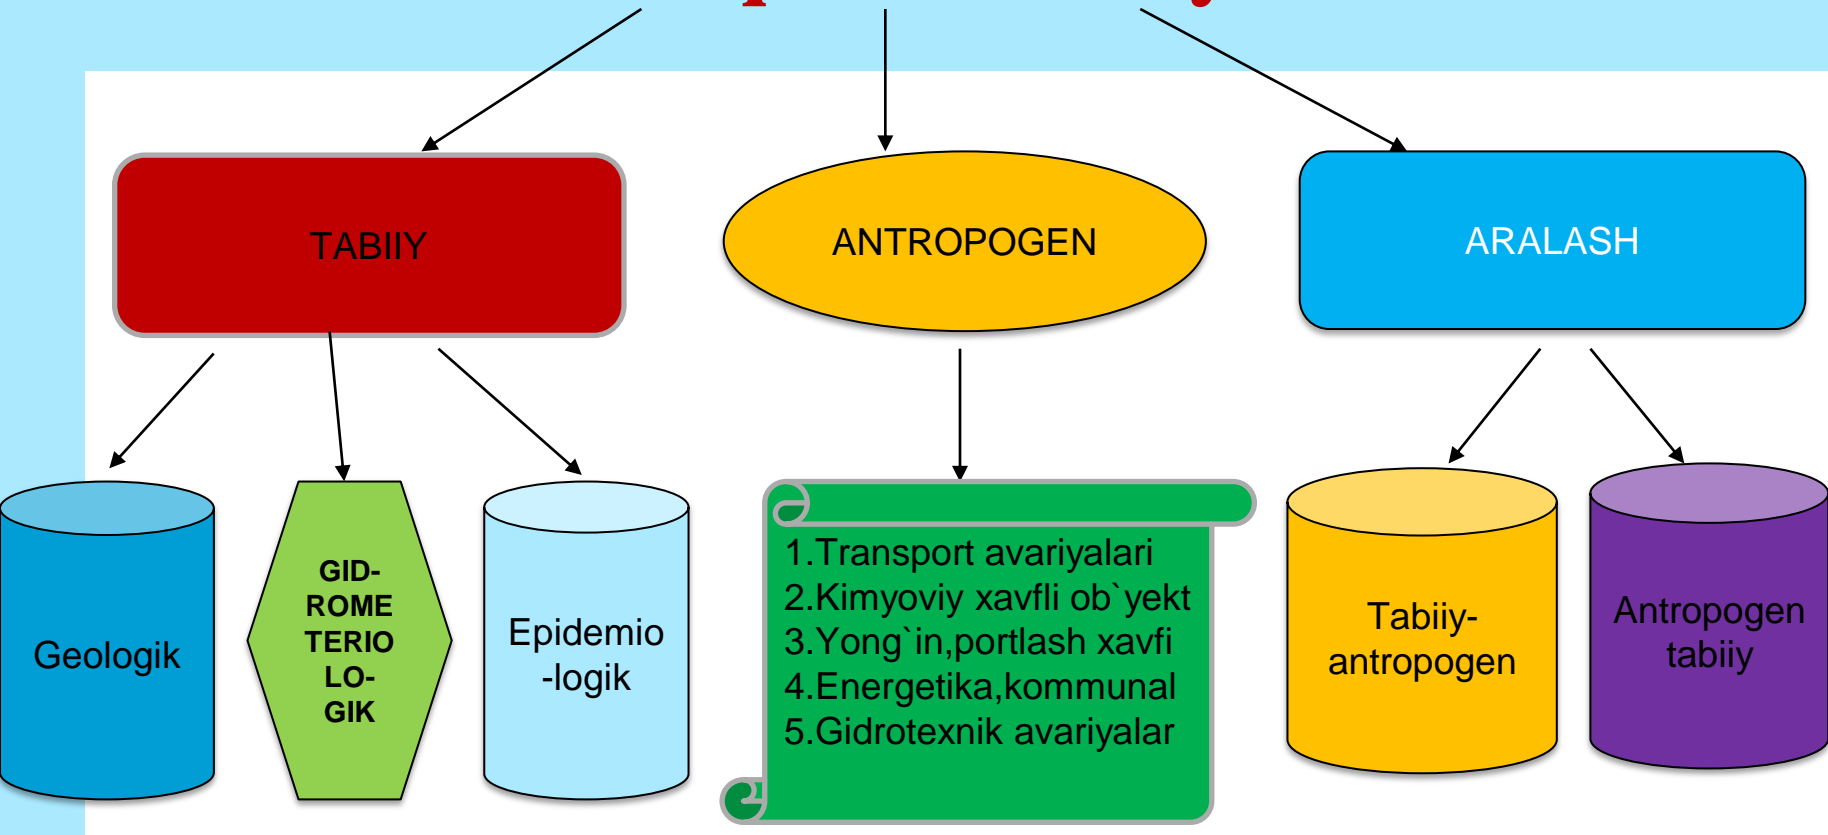 TABIIY
ANTROPOGEN
ARALASH
Geologik
GID-
ROME
TERIO
LO-
GIK
Epidemio
-logik
1.Transport avariyalari
2.Kimyoviy xavfli ob`yekt
3.Yong`in,portlash xavfi
4.Energetika,kommunal
5.Gidrotexnik avariyalar
Tabiiy-
antropogen
Antropogen
tabiiy